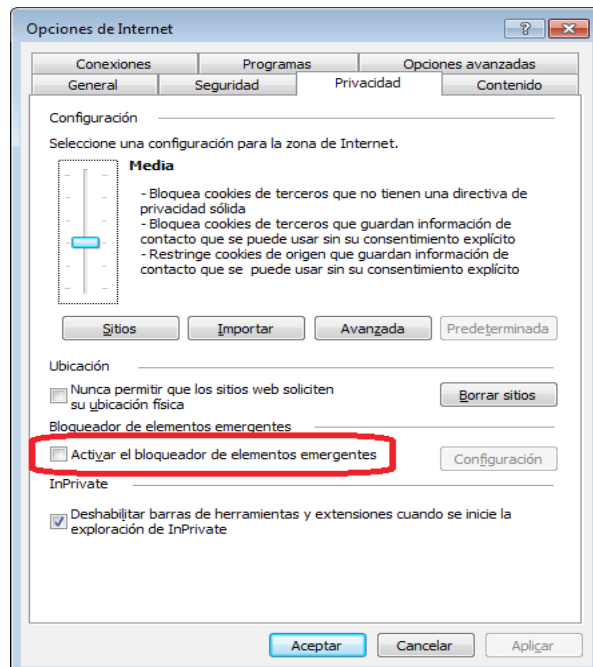 Opciones de Internet
Conexiones Programas Opciones avanzadas
General Seguridad Privacidad Contenido
Configuración
Seleccione una configuración para la zona de Internet.
Media
- Bloquea cookies de terceros que no tienen una directiva de
privacidad sólida
- Bloquea cookies de terceros que guardan información de
contacto que se puede usar sin su consentimiento explícito
- Restringe cookies de origen que guardan información de
contacto que se puede usar sin su consentimiento explícito
Sitios Importar Avanzada Predeterminada
Ubicación
Nunca permitir que los sitios web soliciten
su ubicación física
Borrar sitios
Bloqueador de elementos emergentes
Activar el bloqueador de elementos emergentes
Configuración
InPrivate
Deshabilitar barras de herramientas y extensiones cuando se inicie la
exploración de InPrivate
Aceptar Cancelar Aplicar